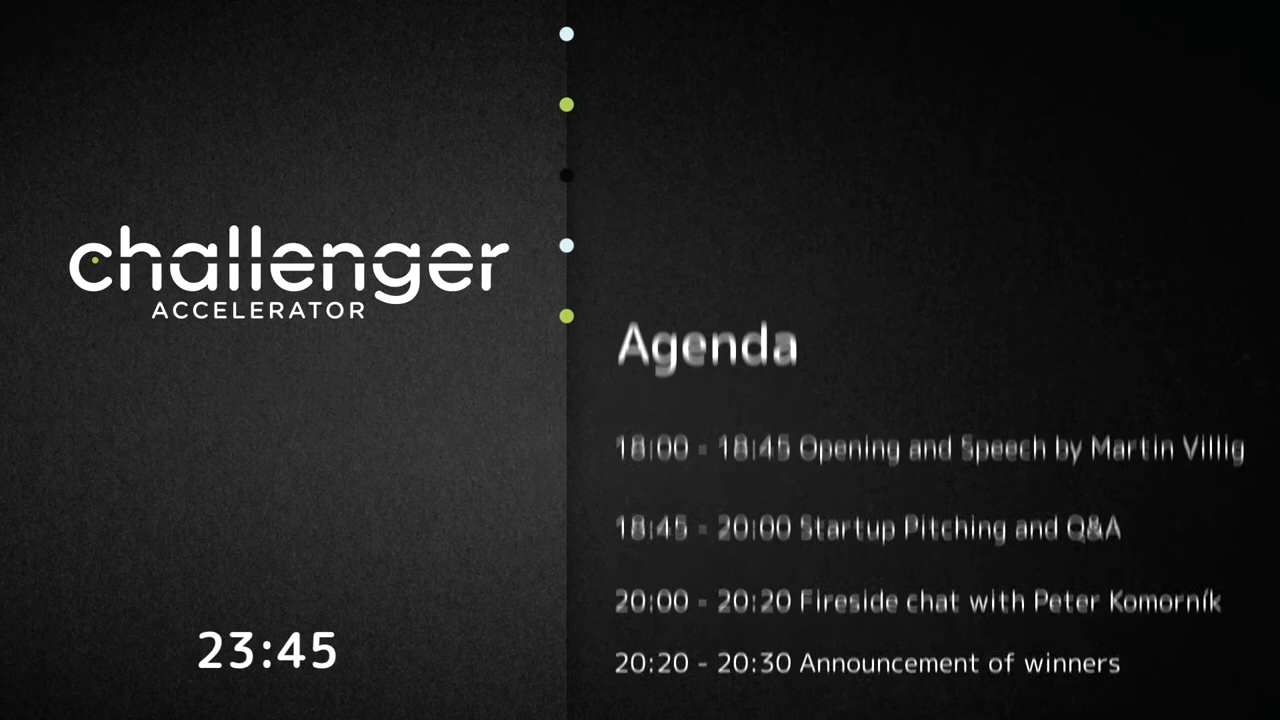 challenger
ACCELERATOR
23:45
Agenda
18:00 - 18:45 Opening and Speech by Martin Villig
18:45 - 20:00 Startup Pitching and Q&A
20:00 - 20:20 Fireside chat with Peter Komorník
20:20 - 20:30 Announcement of winners